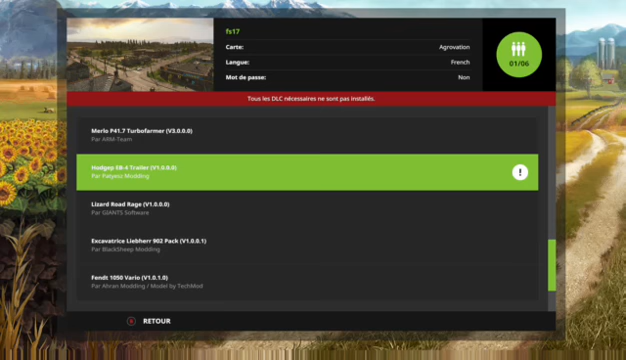 fs17
Carte: Agrovation
Langue: French
Mot de passe: Non
01/06
Tous les DLC nécessaires ne sont pas installés.
Merlo P41.7 Turbofarmer (V3.0.0.0)
Par ARM-Team
Hodgep EB-4 Trailer (V1.0.0.0)
Par Patyesz Modding
Lizard Road Rage (V1.0.0.0)
Par GIANTS Software
Excavatrice Liebherr 902 Pack (V1.0.0.1)
Par BlackSheep Modding
Fendt 1050 Vario (V1.0.1.0)
Par Ahran Modding / Model by TechMod
RETOUR